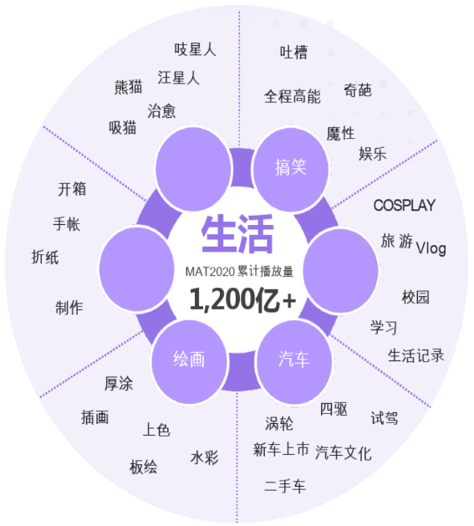 吱星人
汪星人
熊猫
治愈
吸猫
吐槽
全程高能
奇葩
魔性
娱乐
搞笑
开箱
手帐
折纸
制作
COSPLAY
旅游
Vlog
校园
学习
生活记录
生活
MAT2020 累计播放量
1,200亿+
绘画
汽车
厚涂
插画
上色
板绘
水彩
涡轮
四驱
试驾
新车上市
汽车文化
二手车